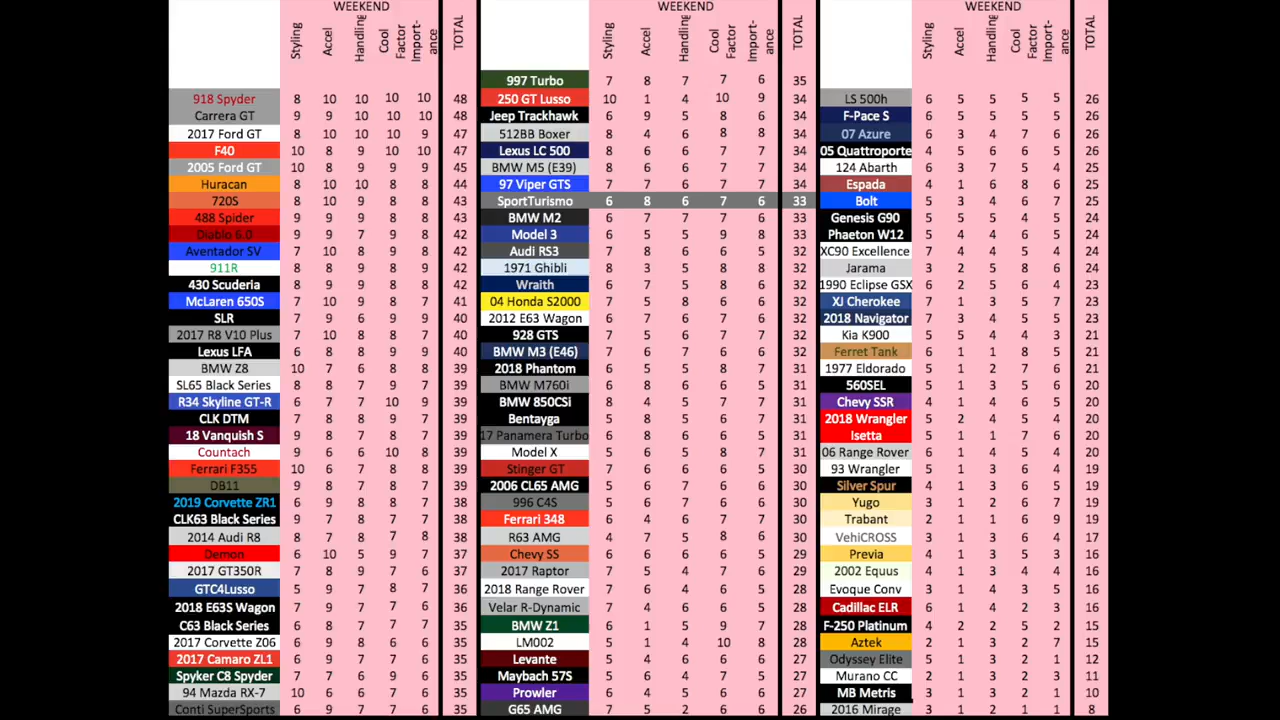 WEEKEND
Styling Accel Handling Cool Factor Import-ance TOTAL
918 Spyder 8 10 10 10 10 48
Carrera GT 9 9 10 10 10 48
2017 Ford GT 9 9 10 10 9 47
F40 10 8 9 10 10 47
2005 Ford GT 10 8 9 9 9 45
Huracan 8 10 10 8 8 44
720S 8 10 9 8 8 43
488 Spider 8 9 9 8 8 42
Diablo 6.0 9 9 7 9 8 42
Aventador SV 7 10 8 9 8 42
911R 8 8 9 8 9 42
430 Scuderia 8 9 9 8 8 42
McLaren 650S 7 10 9 8 7 41
SLR 7 9 6 9 9 40
2017 R8 V10 Plus 7 10 8 8 7 40
Lexus LFA 6 8 8 9 9 40
BMW Z8 10 7 6 8 8 39
SL65 Black Series 8 8 7 9 7 39
R34 Skyline GT-R 6 7 7 10 9 39
CLK DTM 7 8 8 9 7 39
18 Vanquish S 9 8 7 8 7 39
Countach 9 6 6 10 8 39
Ferrari F355 10 6 7 8 8 39
DB11 9 8 7 8 7 39
2019 Corvette ZR1 6 9 8 8 7 38
CLK63 Black Series 9 7 8 7 7 38
2014 Audi R8 8 7 8 7 8 38
Demon 6 10 5 9 7 37
2017 GT350R 7 8 9 7 6 37
GTC4Lusso 5 9 7 8 7 36
2018 E63S Wagon 7 9 7 7 6 36
C63 Black Series 6 8 7 7 7 35
2017 Corvette Z06 6 9 8 6 6 35
2017 Camaro ZL1 6 9 7 7 6 35
Spyker C8 Spyder 7 7 6 9 6 35
94 Mazda RX-7 10 6 6 7 6 35
Conti SuperSports 6 9 7 7 6 35
WEEKEND
Styling Accel Handling Cool Factor Import-ance TOTAL
997 Turbo 7 8 7 7 6 35
250 GT Lusso 10 1 4 10 9 34
Jeep Trackhawk 6 9 5 8 6 34
512BB Boxer 8 4 6 8 8 34
Lexus LC 500 8 6 6 7 7 34
BMW M5 (E39) 8 6 6 7 7 34
97 Viper GTS 7 7 6 7 7 34
SportTurismo 6 8 6 7 6 33
BMW M2 6 7 7 7 6 33
Model 3 6 5 5 9 8 33
Audi RS3 7 8 6 6 5 32
1971 Ghibli 8 3 5 8 8 32
Wraith 6 7 5 8 6 32
04 Honda S2000 7 5 8 6 6 32
2012 E63 Wagon 6 7 6 6 7 32
928 GTS 7 5 6 7 7 32
BMW M3 (E46) 7 6 7 6 6 32
2018 Phantom 6 5 5 8 7 31
BMW M760i 6 8 6 6 5 31
BMW 850CSi 7 5 6 6 7 31
Bentayga 5 8 5 6 7 31
17 Panamera Turbo 6 8 6 6 5 31
Model X 5 6 5 8 7 31
Stinger GT 7 6 6 6 5 30
2006 CL65 AMG 5 7 5 6 7 30
996 C4S 5 6 7 6 6 30
Ferrari 348 6 4 6 7 7 30
R63 AMG 4 7 5 8 6 30
Chevy SS 6 6 6 6 5 29
2017 Raptor 7 5 5 6 6 29
2018 Range Rover 7 6 4 6 5 28
Velar R-Dynamic 7 4 6 6 5 28
BMW Z1 6 1 5 9 7 28
LM002 5 1 4 10 8 28
Levante 5 4 6 6 6 27
Maybach 57S 5 4 4 7 7 27
Prowler 6 4 5 6 6 27
G65 AMG 7 5 2 6 6 26
WEEKEND
Styling Accel Handling Cool Factor Import-ance TOTAL
LS 500h 6 5 5 5 5 26
F-Pace S 6 5 5 5 5 26
07 Azure 6 3 4 7 6 26
05 Quattroporte 4 5 6 6 5 26
124 Abarth 6 3 7 5 4 25
Espada 4 1 6 8 6 25
Bolt 5 3 4 6 7 25
Genesis G90 5 5 5 4 5 24
Phaeton W12 5 4 4 5 6 24
XC90 Excellence 7 4 4 5 4 24
Jarama 3 2 5 8 6 24
1990 Eclipse GSX 3 4 5 6 5 23
XJ Cherokee 7 1 3 5 7 23
2018 Navigator 7 3 3 5 5 23
Kia K900 5 5 4 4 3 21
Ferret Tank 6 1 1 8 5 21
1977 Eldorado 5 1 2 7 6 21
560SEL 5 1 3 5 6 20
Chevy SSR 4 1 4 6 5 20
2018 Wrangler 5 2 4 5 4 20
Isetta 5 1 1 7 6 20
06 Range Rover 5 2 4 4 5 20
93 Wrangler 5 1 3 6 4 19
Silver Spur 4 1 3 5 6 19
Yugo 3 1 2 6 7 19
Trabant 2 1 1 6 9 19
VehiCROSS 3 1 3 6 4 17
Previa 4 1 3 5 3 16
2002 Equus 4 1 4 3 4 16
Evoque Conv 3 1 4 3 5 16
Cadillac ELR 6 1 4 2 3 16
F-250 Platinum 4 2 2 5 2 15
Aztek 2 1 2 2 7 15
Odyssey Elite 5 1 3 2 1 12
Murano CC 2 1 3 2 3 11
MB Metris 3 1 3 2 1 10
2016 Mirage 3 1 2 1 1 8